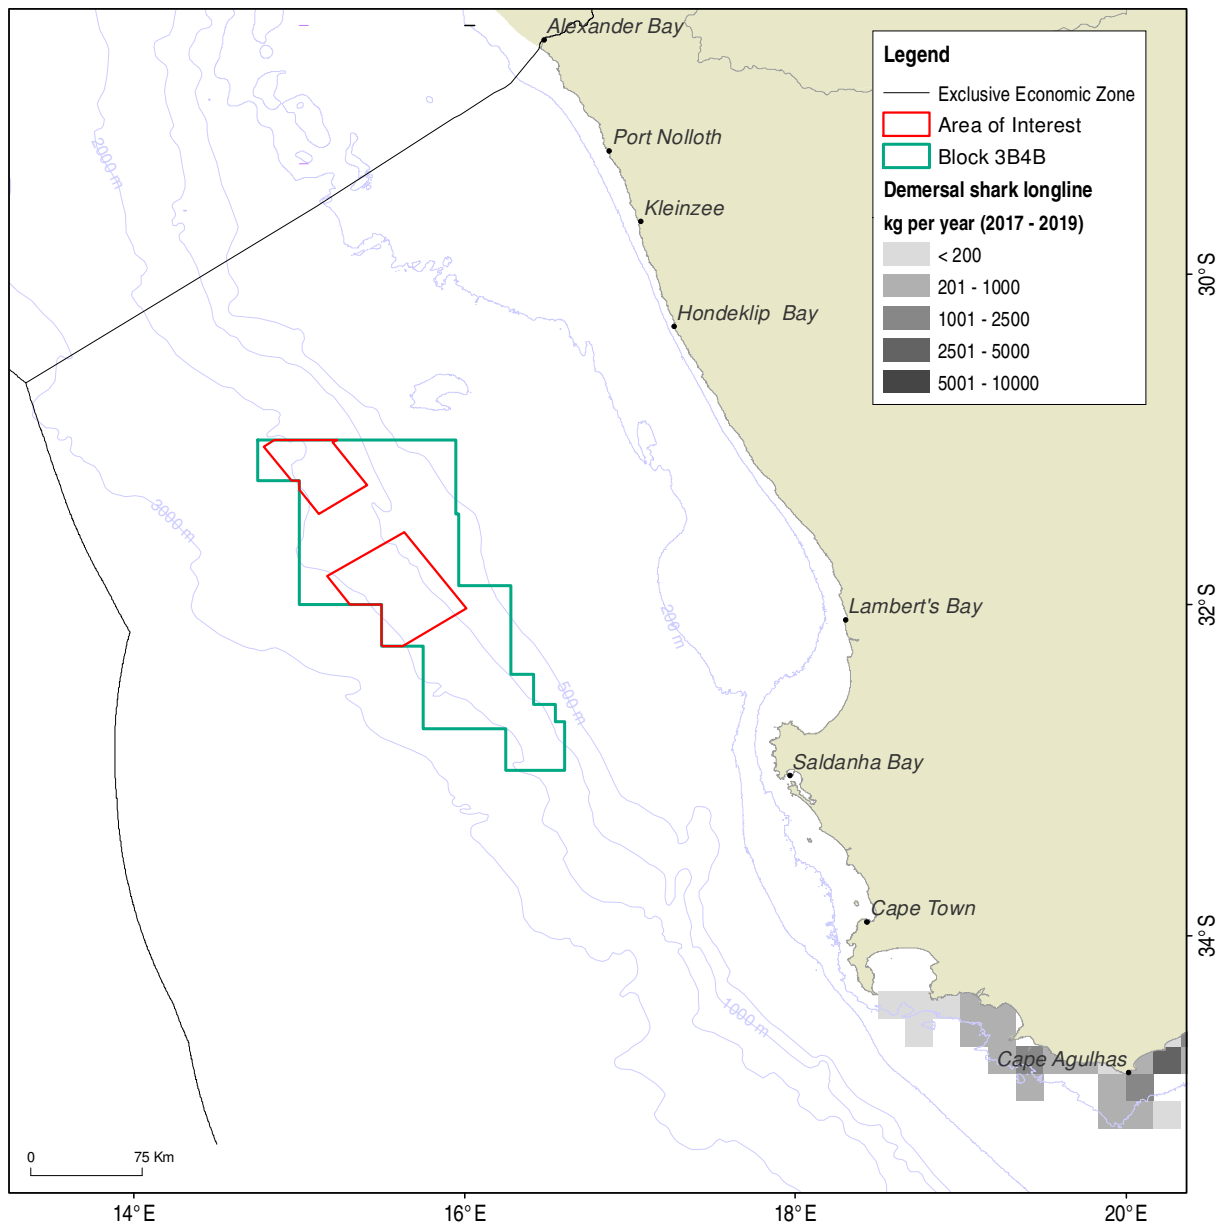 Alexander Bay
Legend
Exclusive Economic Zone
Area of Interest
Block 3B4B
Demersal shark longline
kg per year (2017 - 2019)
< 200
201 - 1000
1001 - 2500
2501 - 5000
5001 - 10000
Port Nolloth
2000 m
Kleinzee
30°S
Hondeklip Bay
3000 m
32°S
Lambert's Bay
200 m
500 m
Saldanha Bay
Cape Town
34°S
1000 m
Cape Agulhas
0 75 Km
14°E 16°E 18°E 20°E